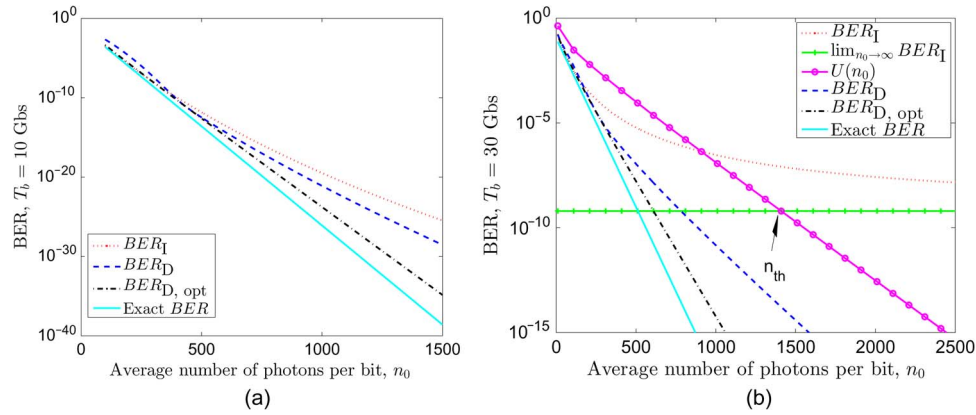 10^0
10^-10
10^-20
10^-30
10^-40
BER, T_b = 10 Gbs
BER_I
BER_D
BER_D, opt
Exact BER
0
500
1000
1500
Average number of photons per bit, n_0
(a)
10^0
10^-5
10^-10
10^-15
BER, T_b = 30 Gbs
BER_I
lim_{n_0→∞} BER_I
U(n_0)
BER_D
BER_D, opt
Exact BER
n_th
0
500
1000
1500
2000
2500
Average number of photons per bit, n_0
(b)